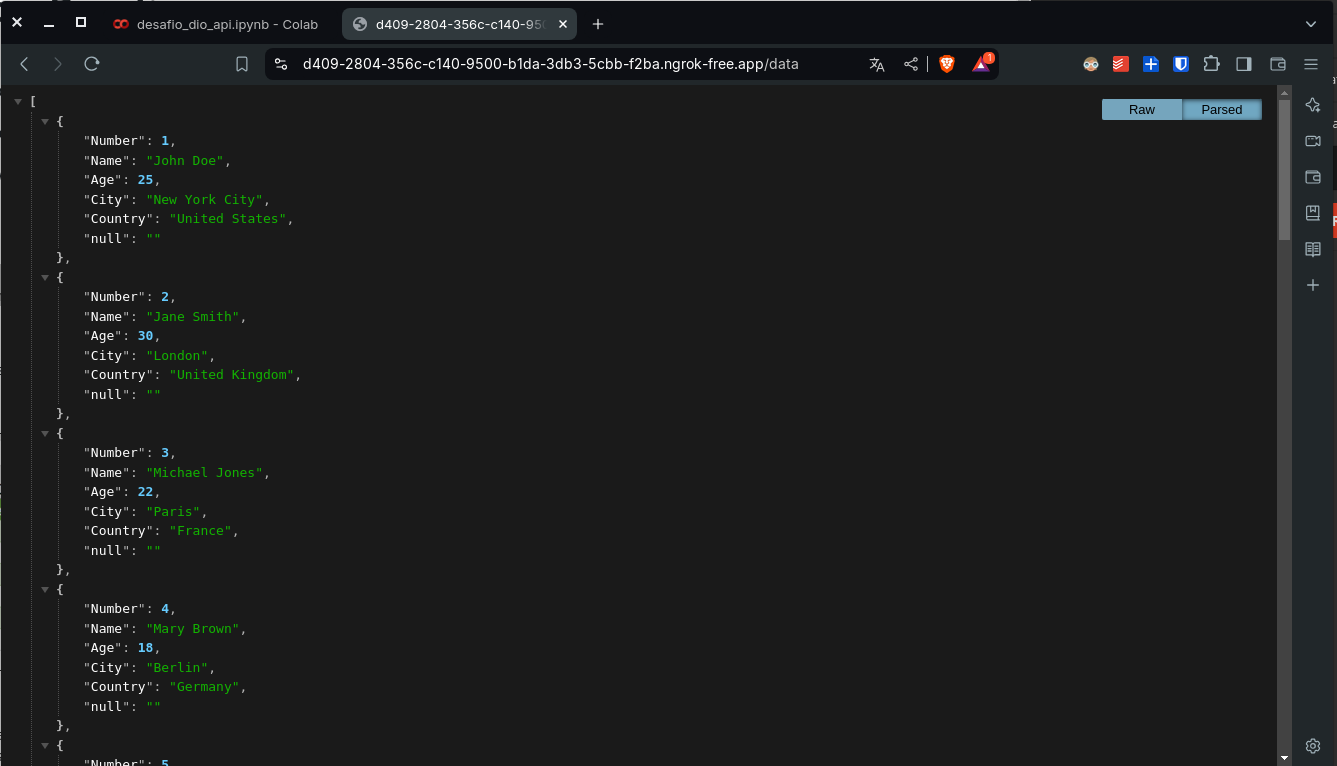 desafio_dio_api.ipynb - Colab
d409-2804-356c-c140-95
d409-2804-356c-c140-9500-b1da-3db3-5cbb-f2ba.ngrok-free.app/data
1
Raw
Parsed
[
{
"Number": 1,
"Name": "John Doe",
"Age": 25,
"City": "New York City",
"Country": "United States",
"null": ""
},
{
"Number": 2,
"Name": "Jane Smith",
"Age": 30,
"City": "London",
"Country": "United Kingdom",
"null": ""
},
{
"Number": 3,
"Name": "Michael Jones",
"Age": 22,
"City": "Paris",
"Country": "France",
"null": ""
},
{
"Number": 4,
"Name": "Mary Brown",
"Age": 18,
"City": "Berlin",
"Country": "Germany",
"null": ""
},
{
"Number": 5